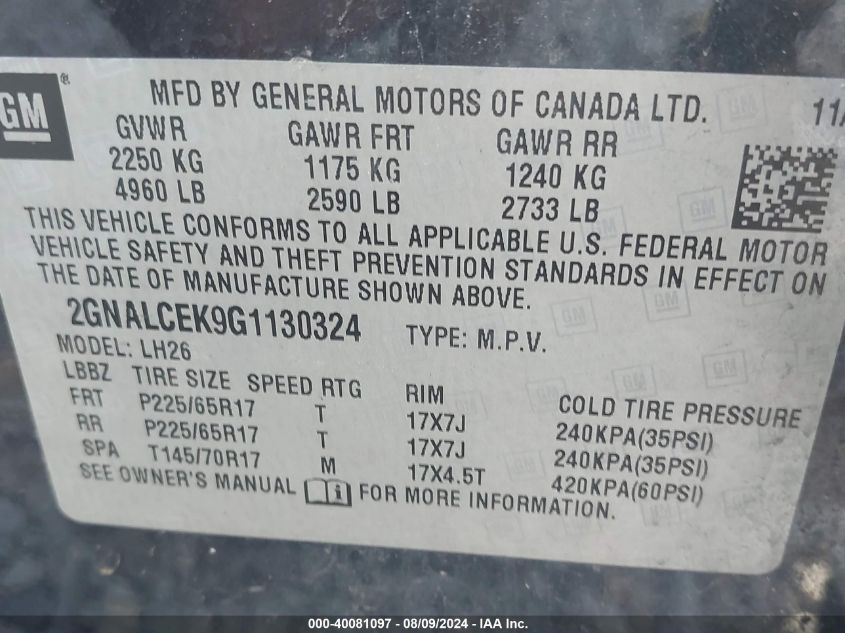 GM ®
MFD BY GENERAL MOTORS OF CANADA LTD. 11/
GVWR GAWR FRT GAWR RR
2250 KG 1175 KG 1240 KG
4960 LB 2590 LB 2733 LB
THIS VEHICLE CONFORMS TO ALL APPLICABLE U.S. FEDERAL MOTOR
VEHICLE SAFETY AND THEFT PREVENTION STANDARDS IN EFFECT ON
THE DATE OF MANUFACTURE SHOWN ABOVE.
2GNALCEK9G1130324 TYPE: M.P.V.
MODEL: LH26
LBBZ TIRE SIZE SPEED RTG RIM COLD TIRE PRESSURE
FRT P225/65R17 T 17X7J 240KPA(35PSI)
RR P225/65R17 T 17X7J 240KPA(35PSI)
SPA T145/70R17 M 17X4.5T 420KPA(60PSI)
SEE OWNER'S MANUAL FOR MORE INFORMATION.
000-40081097 - 08/09/2024 - IAA Inc.